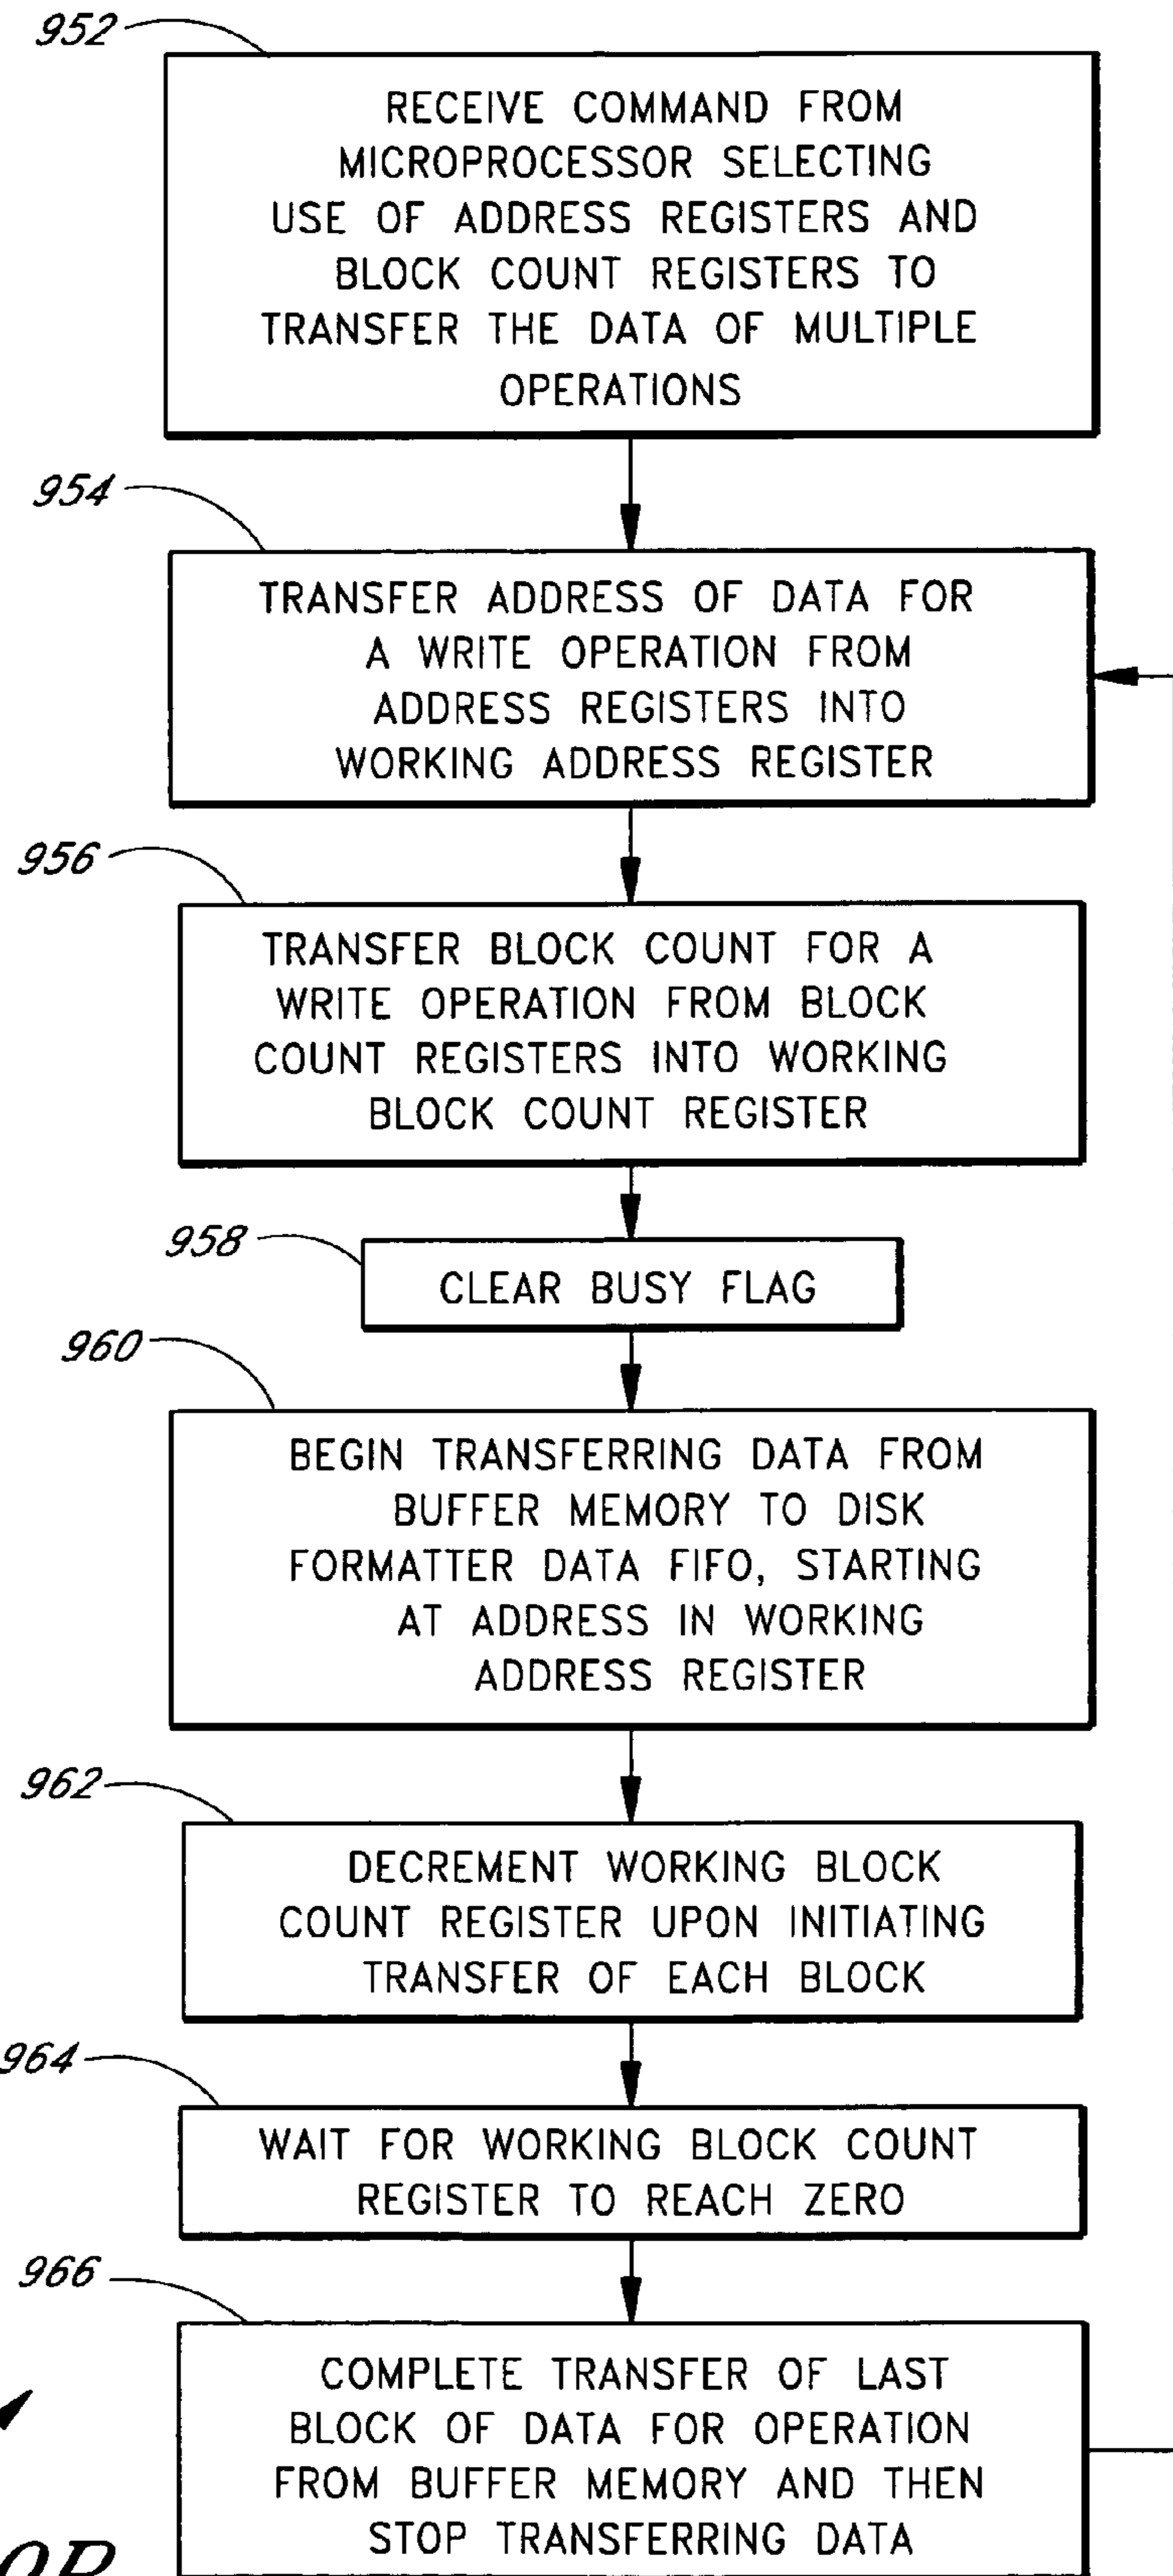 952
RECEIVE COMMAND FROM
MICROPROCESSOR SELECTING
USE OF ADDRESS REGISTERS AND
BLOCK COUNT REGISTERS TO
TRANSFER THE DATA OF MULTIPLE
OPERATIONS
954
TRANSFER ADDRESS OF DATA FOR
A WRITE OPERATION FROM
ADDRESS REGISTERS INTO
WORKING ADDRESS REGISTER
956
TRANSFER BLOCK COUNT FOR A
WRITE OPERATION FROM BLOCK
COUNT REGISTERS INTO WORKING
BLOCK COUNT REGISTER
958
CLEAR BUSY FLAG
960
BEGIN TRANSFERRING DATA FROM
BUFFER MEMORY TO DISK
FORMATTER DATA FIFO, STARTING
AT ADDRESS IN WORKING
ADDRESS REGISTER
962
DECREMENT WORKING BLOCK
COUNT REGISTER UPON INITIATING
TRANSFER OF EACH BLOCK
964
WAIT FOR WORKING BLOCK COUNT
REGISTER TO REACH ZERO
966
COMPLETE TRANSFER OF LAST
BLOCK OF DATA FOR OPERATION
FROM BUFFER MEMORY AND THEN
STOP TRANSFERRING DATA